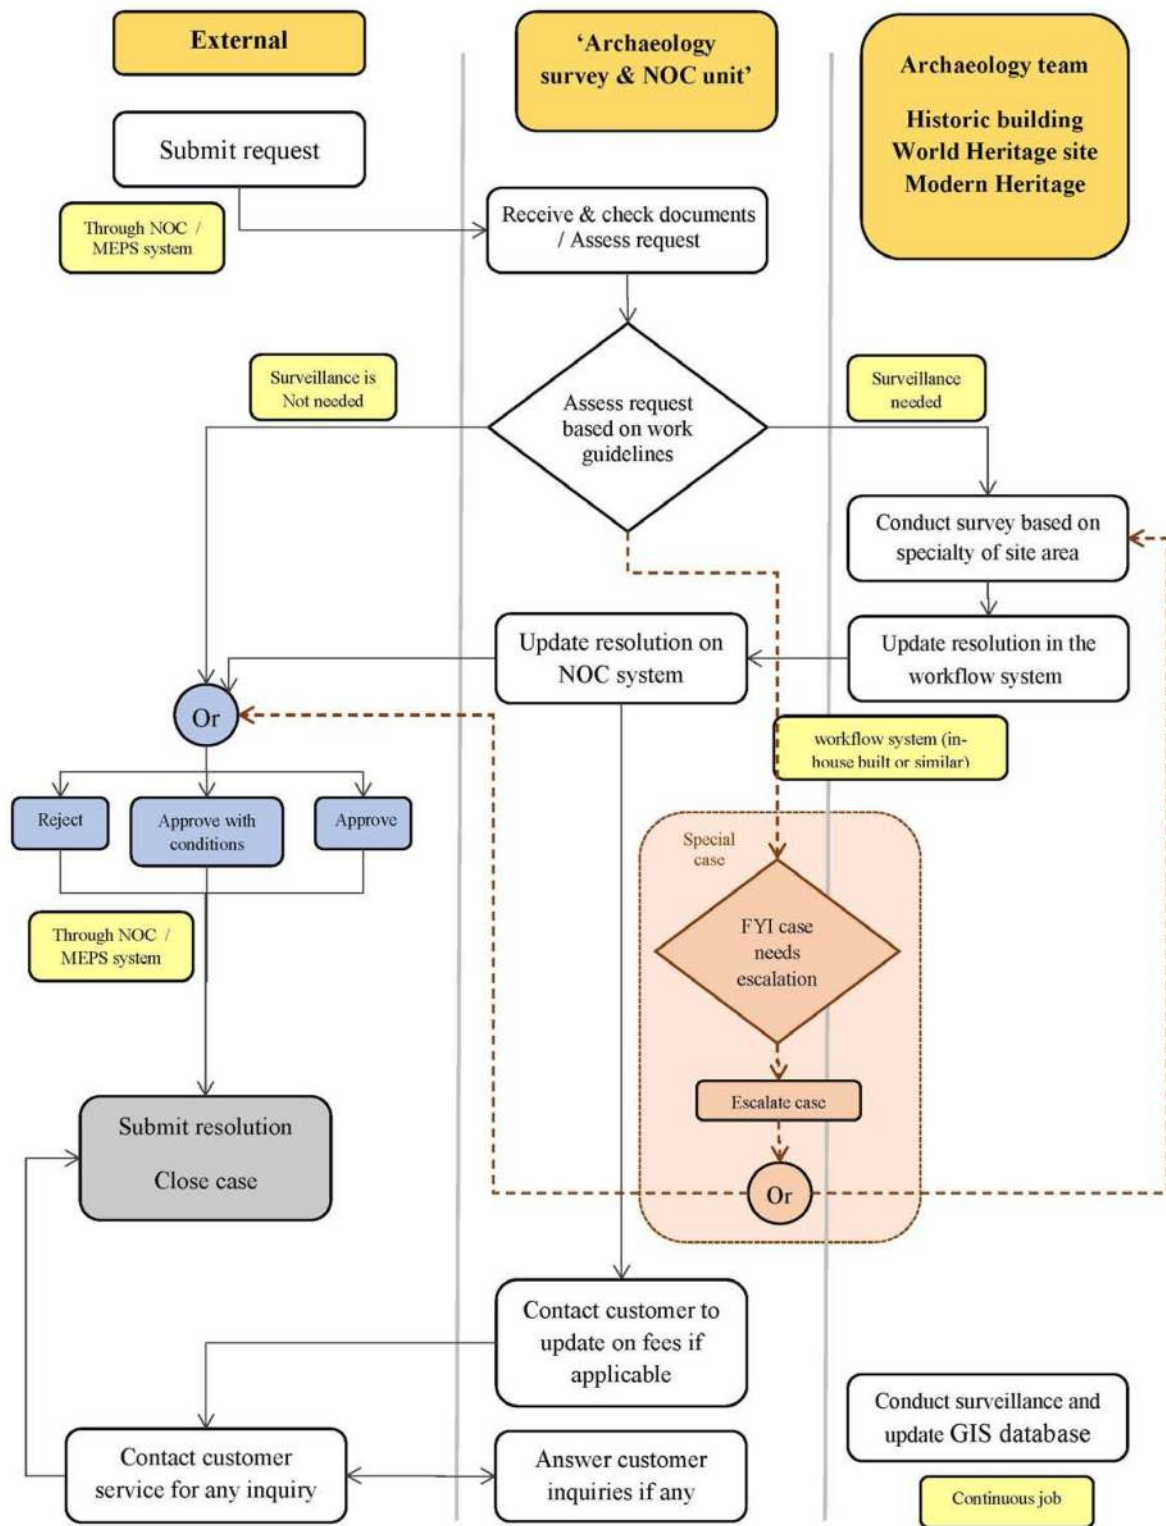 External
‘Archaeology
survey & NOC unit’
Archaeology team
Historic building
World Heritage site
Modern Heritage
Submit request
Through NOC /
MEPS system
Receive & check documents
/ Assess request
Surveillance is
Not needed
Assess request
based on work
guidelines
Surveillance
needed
Conduct survey based on
specialty of site area
Update resolution on
NOC system
Update resolution in the
workflow system
Or
workflow system (in-
house built or similar)
Reject
Approve with
conditions
Approve
Special
case
Through NOC /
MEPS system
FYI case
needs
escalation
Escalate case
Submit resolution
Close case
Or
Contact customer to
update on fees if
applicable
Conduct surveillance and
update GIS database
Contact customer
service for any inquiry
Answer customer
inquiries if any
Continuous job